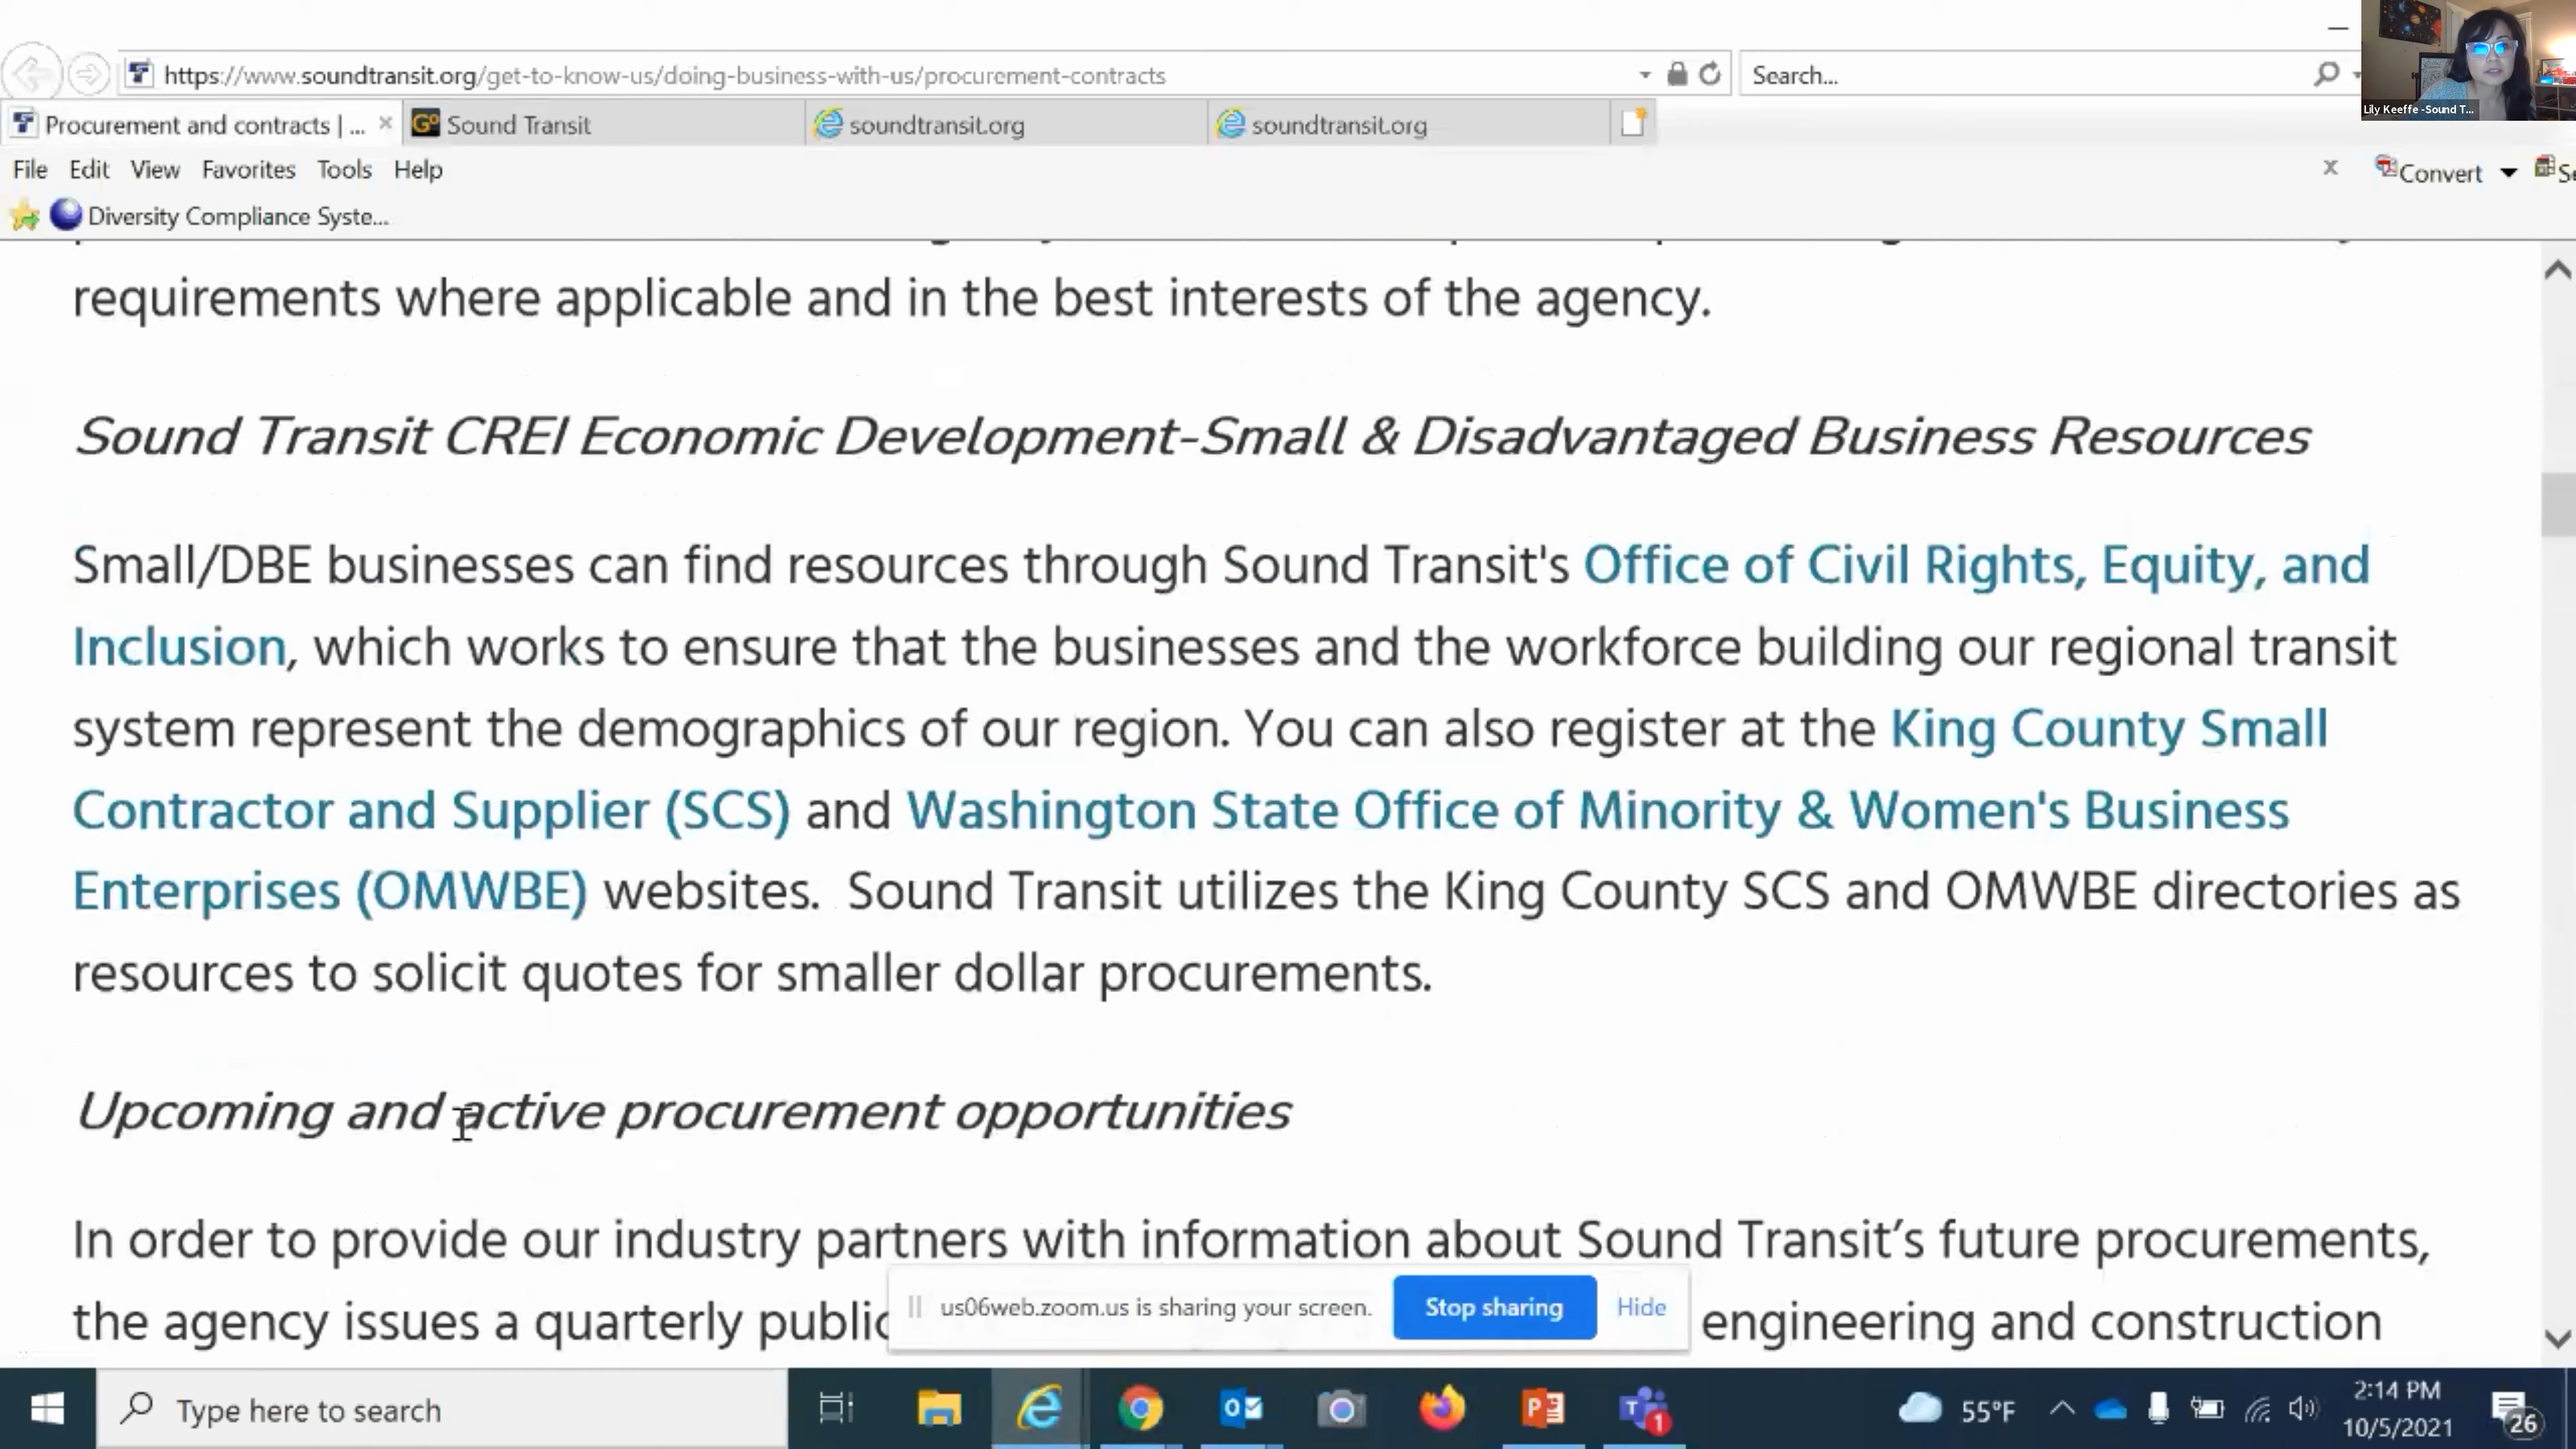 https://www.soundtransit.org/get-to-know-us/doing-business-with-us/procurement-contracts
Search...
Lily Keeffe -Sound T...
Procurement and contracts | ...
Sound Transit
soundtransit.org
soundtransit.org
File Edit View Favorites Tools Help
Convert
Diversity Compliance Syste...
requirements where applicable and in the best interests of the agency.
Sound Transit CREI Economic Development-Small & Disadvantaged Business Resources
Small/DBE businesses can find resources through Sound Transit's Office of Civil Rights, Equity, and
Inclusion, which works to ensure that the businesses and the workforce building our regional transit
system represent the demographics of our region. You can also register at the King County Small
Contractor and Supplier (SCS) and Washington State Office of Minority & Women's Business
Enterprises (OMWBE) websites.  Sound Transit utilizes the King County SCS and OMWBE directories as
resources to solicit quotes for smaller dollar procurements.
Upcoming and active procurement opportunities
In order to provide our industry partners with information about Sound Transit’s future procurements,
the agency issues a quarterly public engineering and construction
us06web.zoom.us is sharing your screen. Stop sharing Hide
Type here to search
1
55°F
2:14 PM
10/5/2021
26